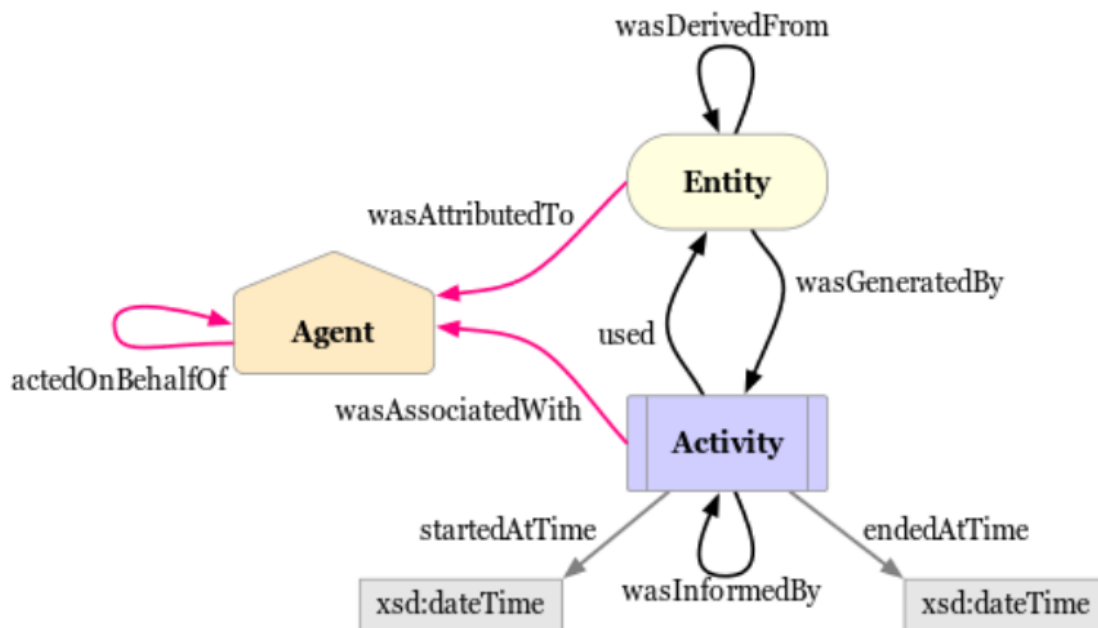 wasDerivedFrom
Entity
wasAttributedTo
wasGeneratedBy
used
Agent
actedOnBehalfOf
wasAssociatedWith
Activity
startedAtTime
endedAtTime
wasInformedBy
xsd:dateTime
xsd:dateTime